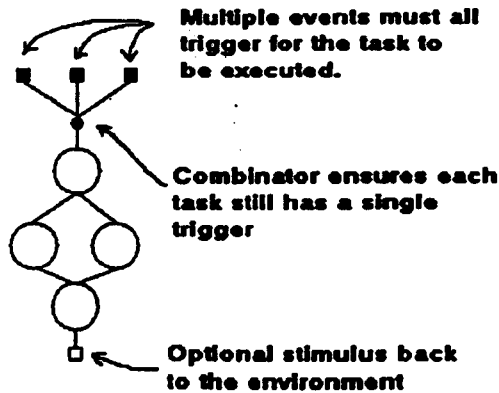 Multiple events must all
trigger for the task to
be executed.
Combinator ensures each
task still has a single
trigger
Optional stimulus back
to the environment